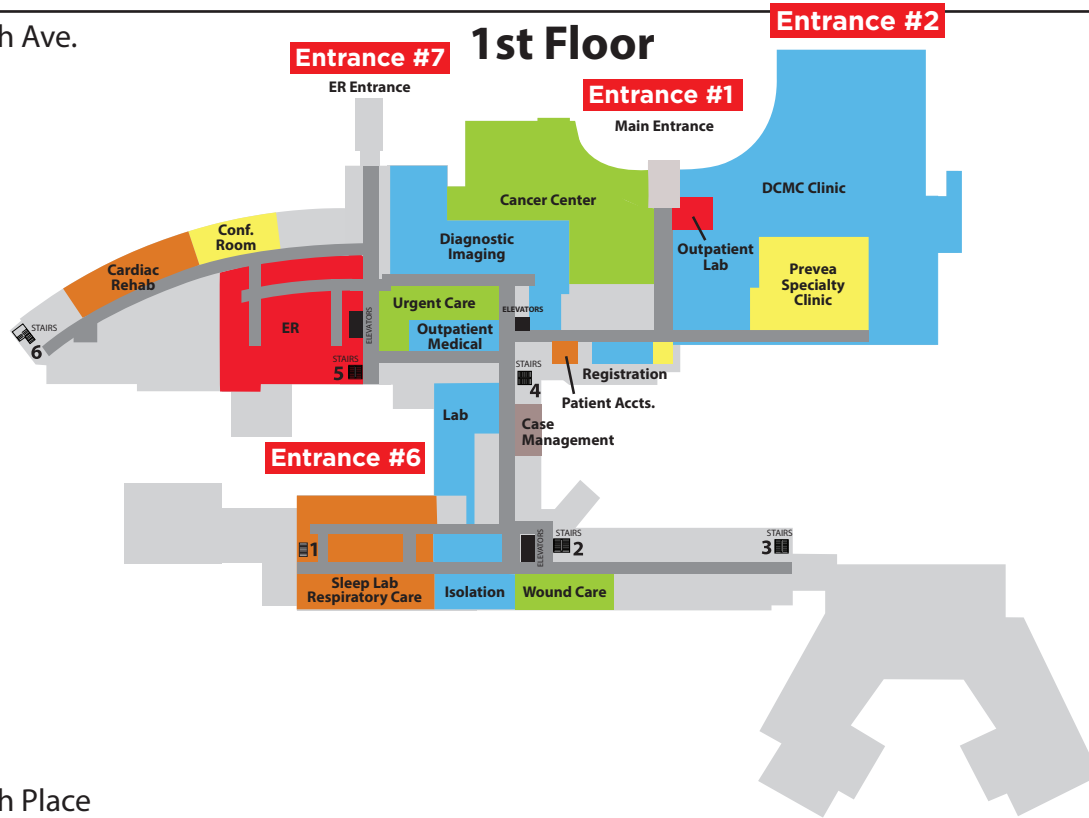 h Ave.
1st Floor
Entrance #2
Entrance #7
ER Entrance
Entrance #1
Main Entrance
DCMC Clinic
Cancer Center
Conf.
Room
Diagnostic
Imaging
Outpatient
Lab
Cardiac
Rehab
Prevea
Specialty
Clinic
Urgent Care
ELEVATORS
ELEVATORS
ER
Outpatient
Medical
STAIRS
6
STAIRS
5
STAIRS
4
Registration
Patient Accts.
Lab
Case
Management
Entrance #6
1
ELEVATORS
STAIRS
2
STAIRS
3
Sleep Lab
Respiratory Care
Isolation
Wound Care
h Place